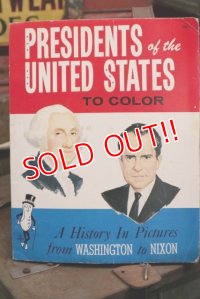 PRESIDENTS of the
UNITED STATES
TO COLOR
SOLD OUT!!
A History In Pictures
from WASHINGTON to NIXON